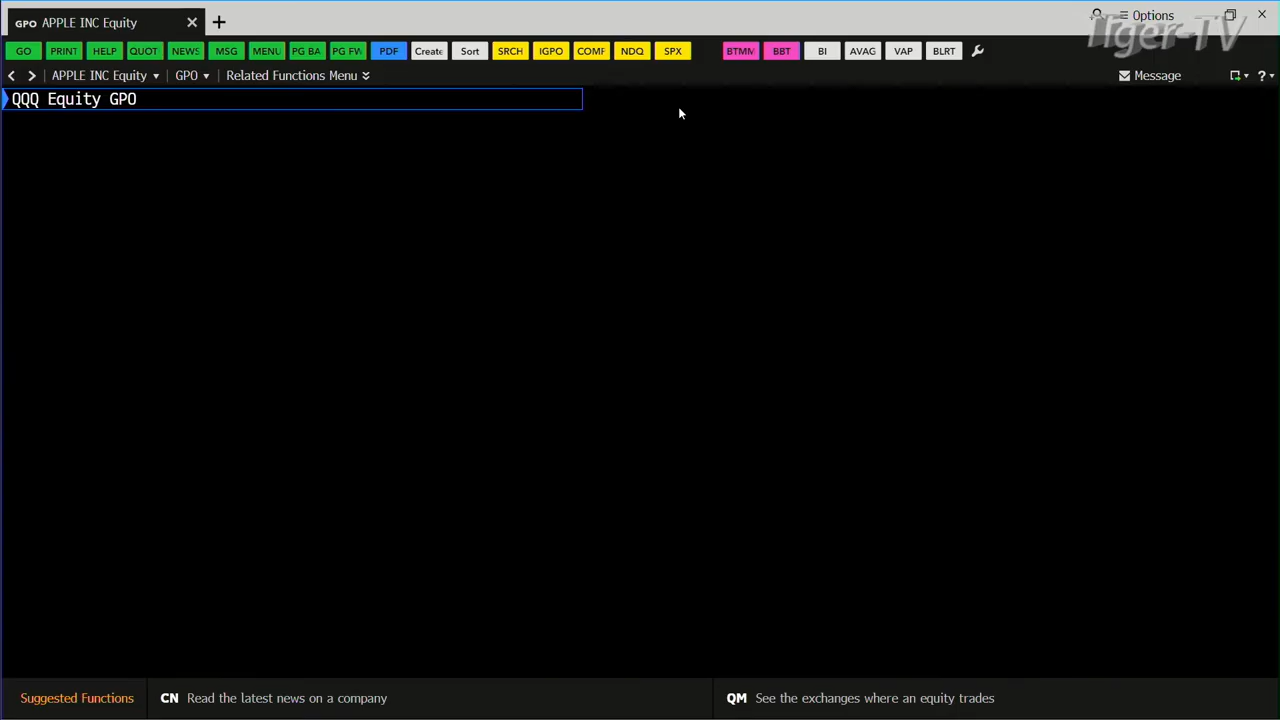 GPO APPLE INC Equity
Options
Tiger-TV
GO PRINT HELP QUOT NEWS MSG MENU PG BA PG FW PDF Create Sort SRCH IGPO COMF NDQ SPX BTMN BBT BI AVAG VAP BLRT
APPLE INC Equity GPO Related Functions Menu Message ?
QQQ Equity GPO
Suggested Functions CN Read the latest news on a company QM See the exchanges where an equity trades